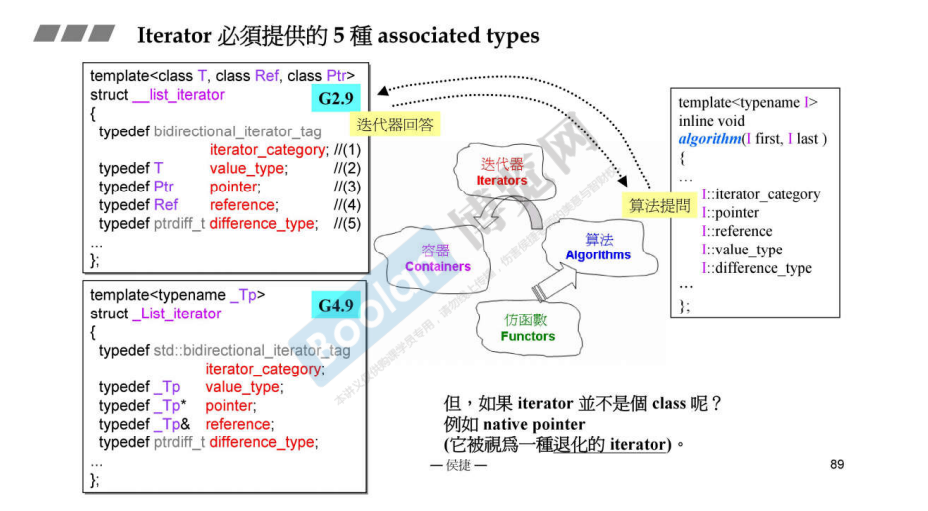 Iterator 必須提供的 5 種 associated types
template<class T, class Ref, class Ptr>
struct __list_iterator
G2.9
{
typedef bidirectional_iterator_tag
iterator_category; //(1)
typedef T value_type; //(2)
typedef Ptr pointer; //(3)
typedef Ref reference; //(4)
typedef ptrdiff_t difference_type; //(5)
...
};
template<typename _Tp>
struct _List_iterator
G4.9
{
typedef std::bidirectional_iterator_tag
iterator_category;
typedef _Tp value_type;
typedef _Tp* pointer;
typedef _Tp& reference;
typedef ptrdiff_t difference_type;
...
};
迭代器回答
迭代器
Iterators
容器
Containers
算法
Algorithms
仿函數
Functors
算法提問
template<typename I>
inline void
algorithm(I first, I last )
{
...
I::iterator_category
I::pointer
I::reference
I::value_type
I::difference_type
...
};
但，如果 iterator 並不是個 class 呢？
例如 native pointer
(它被視爲一種退化的 iterator)。
— 侯捷 —
89
Boolan 博览网